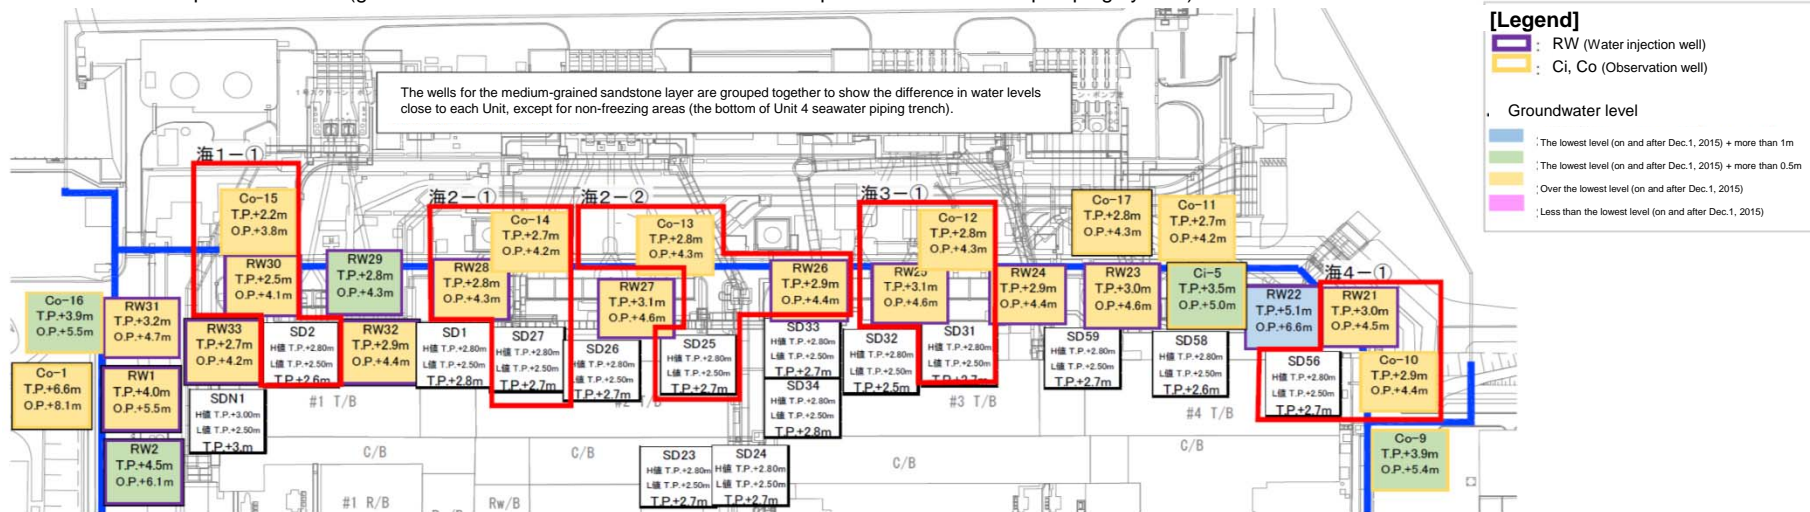 [Legend]
: RW (Water injection well)
: Ci, Co (Observation well)
Groundwater level
: The lowest level (on and after Dec.1, 2015) + more than 1m
: The lowest level (on and after Dec.1, 2015) + more than 0.5m
: Over the lowest level (on and after Dec.1, 2015)
: Less than the lowest level (on and after Dec.1, 2015)
The wells for the medium-grained sandstone layer are grouped together to show the difference in water levels
close to each Unit, except for non-freezing areas (the bottom of Unit 4 seawater piping trench).
海1-①
Co-15
T.P.+2.2m
O.P.+3.8m
海2-①
Co-14
T.P.+2.7m
O.P.+4.2m
海2-②
Co-13
T.P.+2.8m
O.P.+4.3m
海3-①
Co-12
T.P.+2.8m
O.P.+4.3m
Co-17
T.P.+2.8m
O.P.+4.3m
Co-11
T.P.+2.7m
O.P.+4.2m
海4-①
Co-16
T.P.+3.9m
O.P.+5.5m
RW31
T.P.+3.2m
O.P.+4.7m
RW30
T.P.+2.5m
O.P.+4.1m
RW29
T.P.+2.8m
O.P.+4.3m
RW28
T.P.+2.8m
O.P.+4.3m
RW27
T.P.+3.1m
O.P.+4.6m
RW26
T.P.+2.9m
O.P.+4.4m
T.P.+3.1m
O.P.+4.6m
RW24
T.P.+2.9m
O.P.+4.4m
RW23
T.P.+3.0m
O.P.+4.6m
Ci-5
T.P.+3.5m
O.P.+5.0m
RW22
T.P.+5.1m
O.P.+6.6m
RW21
T.P.+3.0m
O.P.+4.5m
Co-1
T.P.+6.6m
O.P.+8.1m
RW1
T.P.+4.0m
O.P.+5.5m
RW33
T.P.+2.7m
O.P.+4.2m
SD2
H値 T.P.+2.80m
L値 T.P.+2.50m
T.P.+2.6m
RW32
T.P.+2.9m
O.P.+4.4m
SD1
H値 T.P.+2.80m
L値 T.P.+2.50m
T.P.+2.8m
SD27
H値 T.P.+2.80m
L値 T.P.+2.50m
T.P.+2.7m
SD26
H値 T.P.+2.80m
L値 T.P.+2.50m
T.P.+2.7m
SD25
H値 T.P.+2.80m
L値 T.P.+2.50m
T.P.+2.7m
SD33
H値 T.P.+2.80m
L値 T.P.+2.50m
T.P.+2.7m
SD34
H値 T.P.+2.80m
L値 T.P.+2.50m
T.P.+2.8m
SD32
H値 T.P.+2.80m
L値 T.P.+2.50m
T.P.+2.5m
SD31
H値 T.P.+2.80m
L値 T.P.+2.50m
SD59
H値 T.P.+2.80m
L値 T.P.+2.50m
T.P.+2.7m
SD58
H値 T.P.+2.80m
L値 T.P.+2.50m
T.P.+2.6m
SD56
H値 T.P.+2.80m
L値 T.P.+2.50m
T.P.+2.7m
Co-10
T.P.+2.9m
O.P.+4.4m
RW2
T.P.+4.5m
O.P.+6.1m
SDN1
H値 T.P.+3.00m
L値 T.P.+2.50m
T.P.+3.m
#1 T/B
#3 T/B
#4 T/B
C/B
C/B
C/B
C/B
SD23
H値 T.P.+2.80m
L値 T.P.+2.50m
T.P.+2.7m
SD24
H値 T.P.+2.80m
L値 T.P.+2.50m
T.P.+2.7m
Co-9
T.P.+3.9m
O.P.+5.4m
#1 R/B
Rw/B